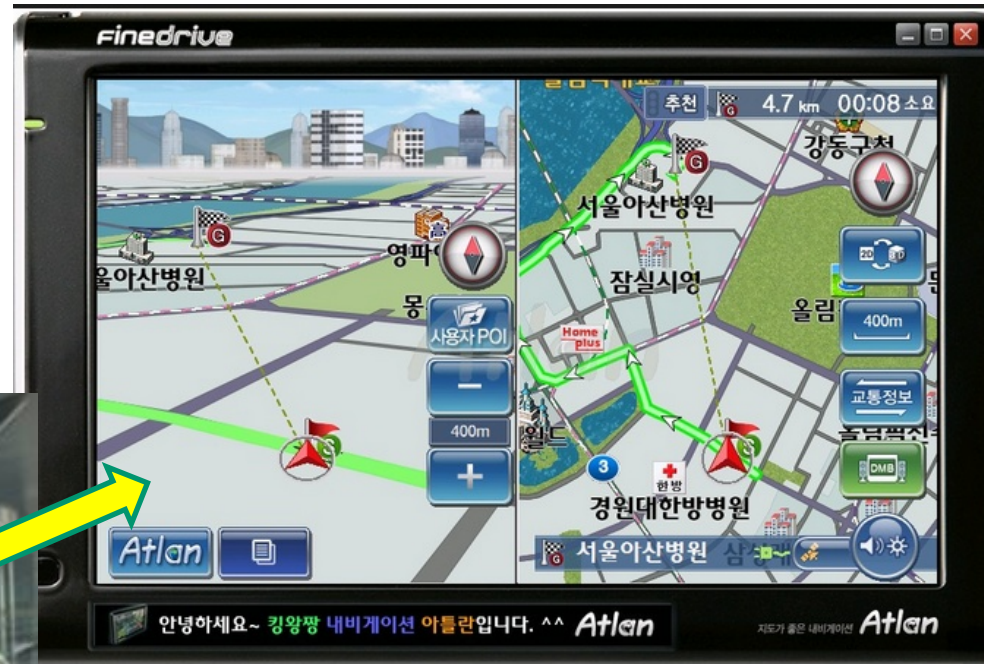 Finedrive
추천 G 4.7 km 00:08 소요
강동구청
G
서울아산병원
잠실시영
2D 3D
올림
400m
Home plus
교통정보
월드
DMB
3
한방
경원대한방병원
서울아산병원
G
울아산병원
高
영파
몽
사용자 POI
400m
Atlan
안녕하세요~ 킹왕짱 내비게이션 아틀란입니다. ^^ Atlan
지도가 좋은 내비게이션 Atlan